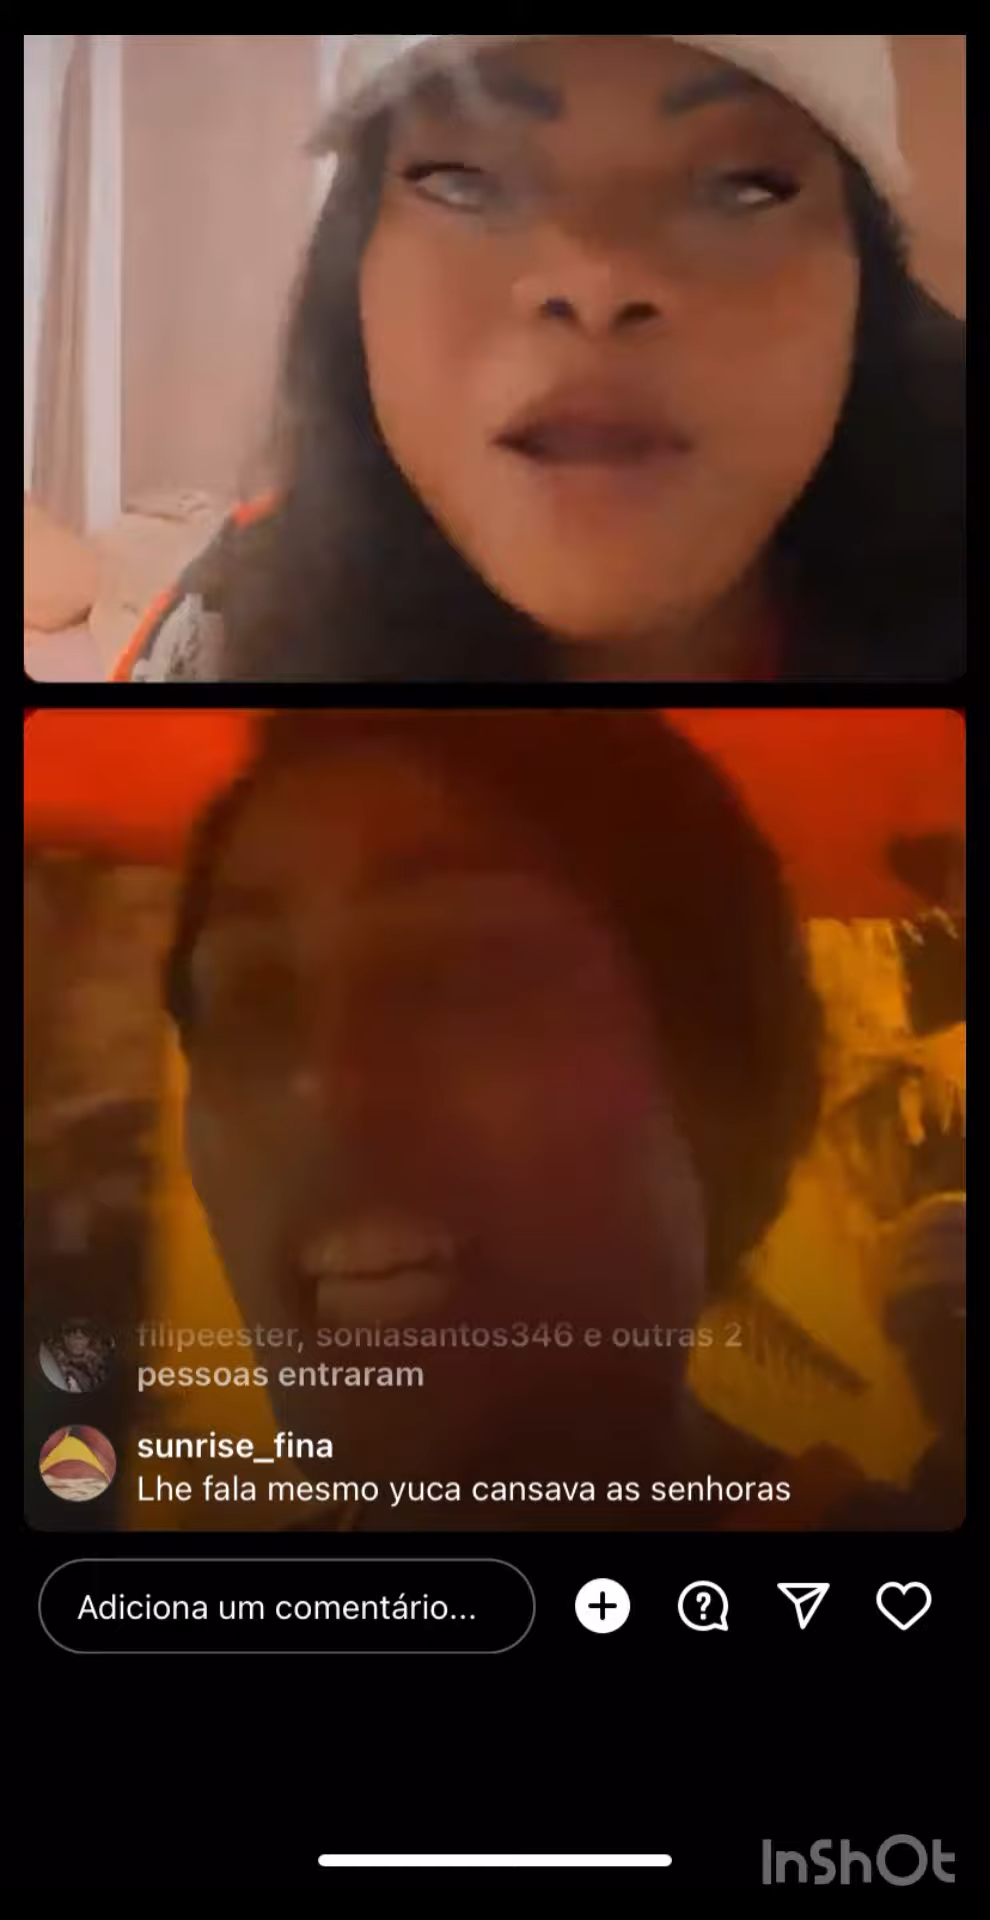 filipeester, soniasantos346 e outras 2
pessoas entraram
sunrise_fina
Lhe fala mesmo yuca cansava as senhoras
Adiciona um comentário...
InShOt